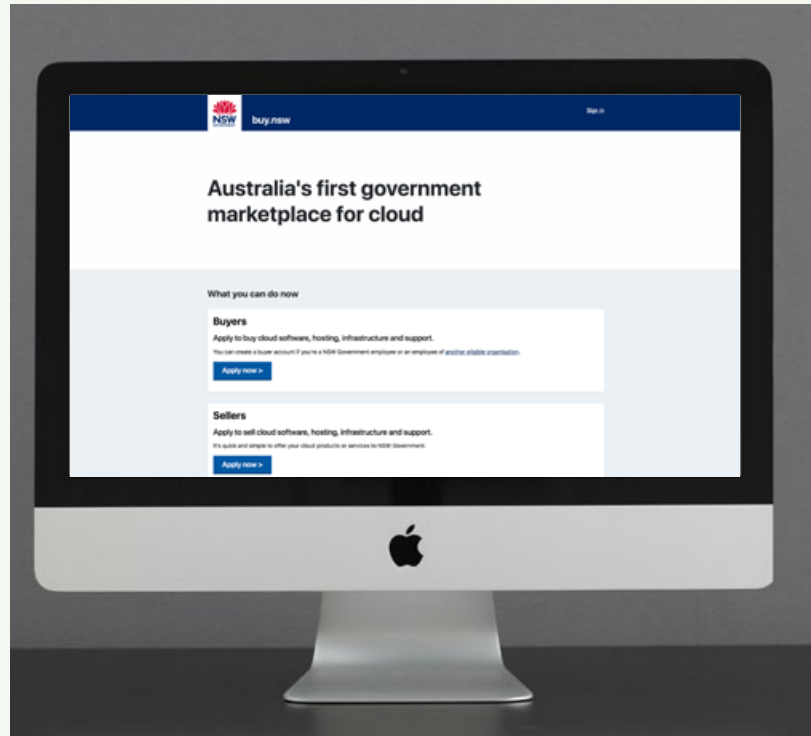 NSW
buy.nsw
Sign in
Australia's first government
marketplace for cloud
What you can do now
Buyers
Apply to buy cloud software, hosting, infrastructure and support.
You can create a buyer account if you're a NSW Government employee or an employee of another eligible organisation.
Apply now >
Sellers
Apply to sell cloud software, hosting, infrastructure and support.
It's quick and simple to offer your cloud products or services to NSW Government.
Apply now >